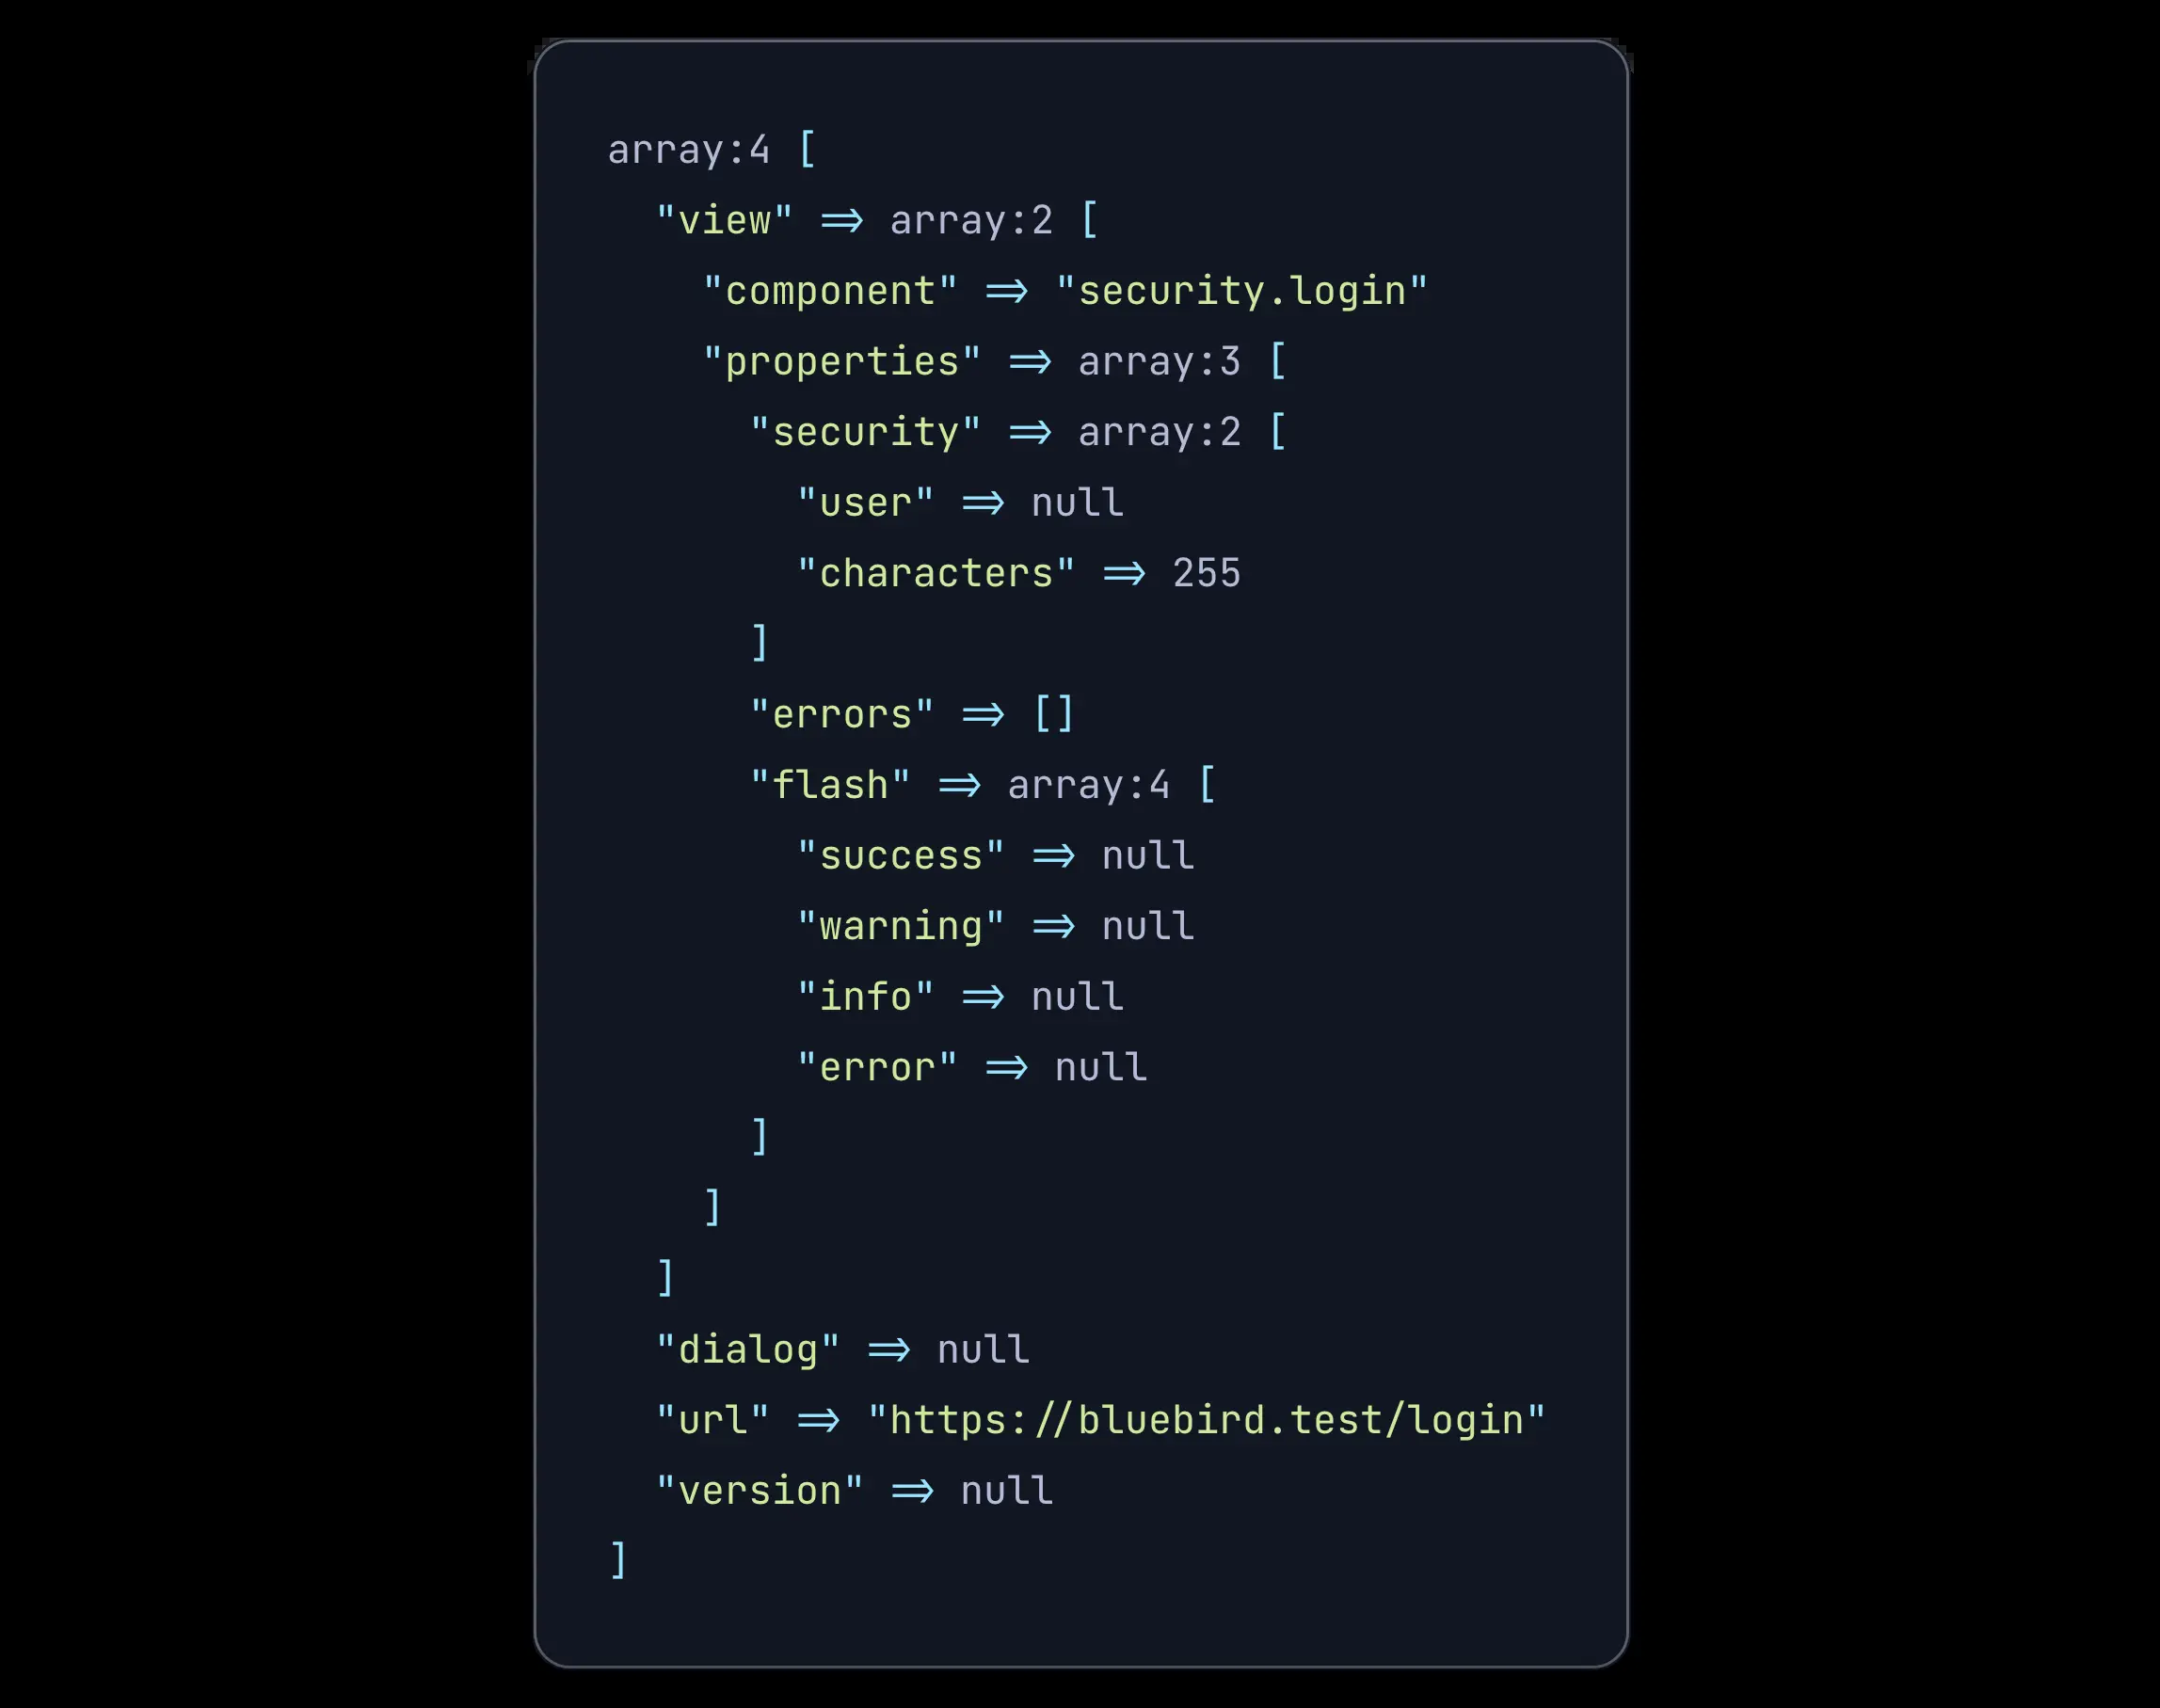 array:4 [
  "view" => array:2 [
    "component" => "security.login"
    "properties" => array:3 [
      "security" => array:2 [
        "user" => null
        "characters" => 255
      ]
      "errors" => []
      "flash" => array:4 [
        "success" => null
        "warning" => null
        "info" => null
        "error" => null
      ]
    ]
  ]
  "dialog" => null
  "url" => "https://bluebird.test/login"
  "version" => null
]